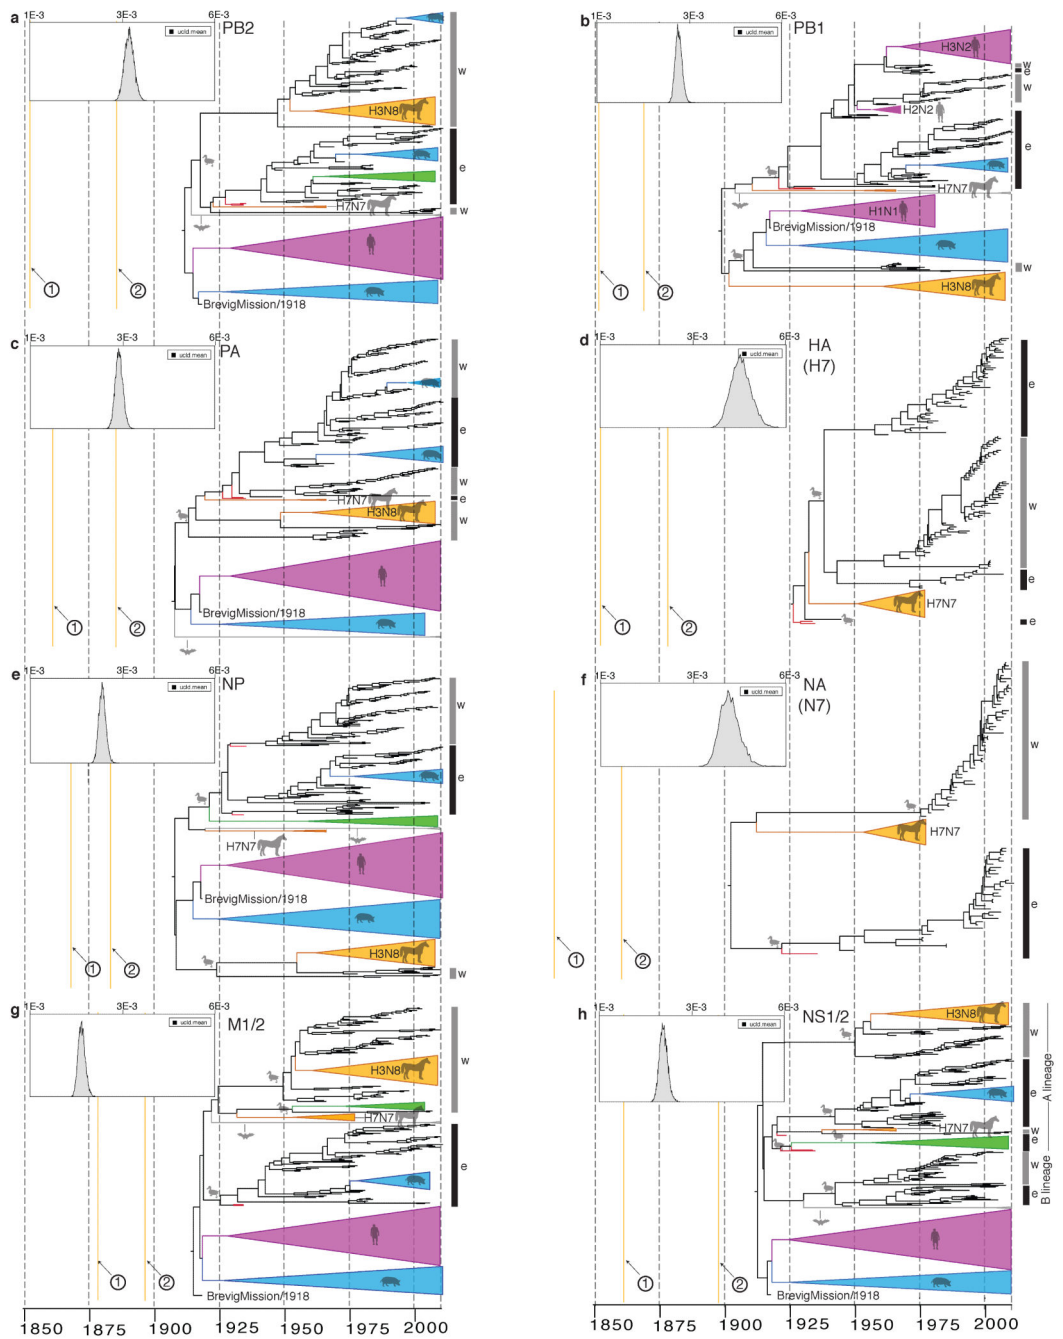 a
1E-3 3E-3 6E-3
ucld.mean
PB2
w
H3N8
e
H7N7
w
BrevigMission/1918
1 2
b
1E-3 3E-3 6E-3
ucld.mean
PB1
H3N2
w
e
w
H2N2
e
H7N7
H1N1
BrevigMission/1918
w
H3N8
1 2
c
1E-3 3E-3 6E-3
ucld.mean
PA
w
e
w
H7N7
e
H3N8
w
BrevigMission/1918
1 2
d
1E-3 3E-3 6E-3
ucld.mean
HA
(H7)
e
w
e
H7N7
e
1 2
e
1E-3 3E-3 6E-3
ucld.mean
NP
w
e
H7N7
BrevigMission/1918
H3N8
w
1 2
f
1E-3 3E-3 6E-3
ucld.mean
NA
(N7)
w
H7N7
e
1 2
g
1E-3 3E-3 6E-3
ucld.mean
M1/2
w
H3N8
H7N7
e
BrevigMission/1918
1 2
h
1E-3 3E-3 6E-3
ucld.mean
NS1/2
H3N8
w
A lineage
e
H7N7
w
e
w
B lineage
e
BrevigMission/1918
1 2
1850 1875 1900 1925 1950 1975 2000
1850 1875 1900 1925 1950 1975 2000